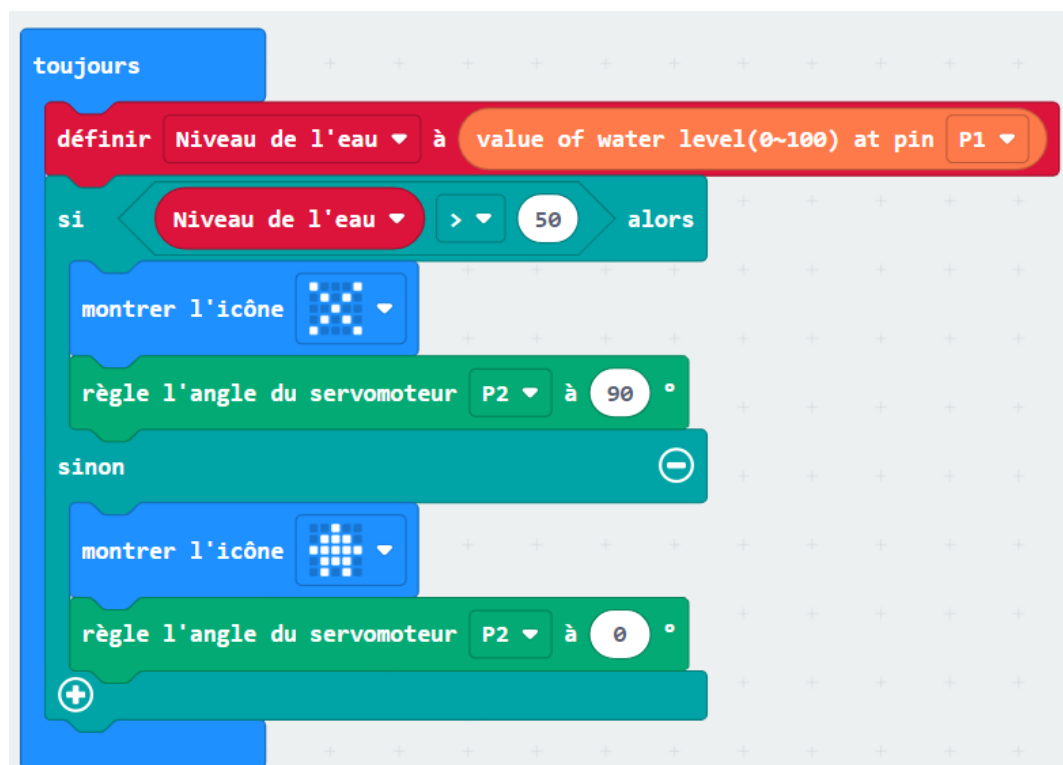 toujours
définir Niveau de l'eau à value of water level(0~100) at pin P1
si Niveau de l'eau > 50 alors
montrer l'icône
règle l'angle du servomoteur P2 à 90 °
sinon
montrer l'icône
règle l'angle du servomoteur P2 à 0 °